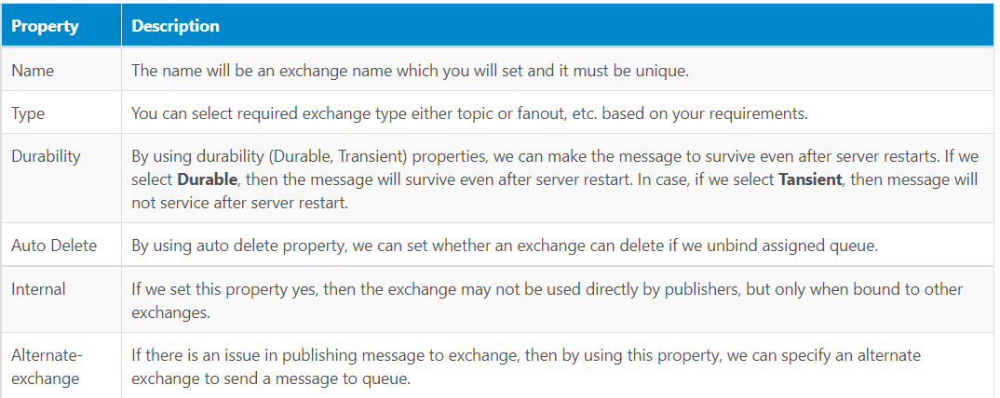 Property Description
Name The name will be an exchange name which you will set and it must be unique.
Type You can select required exchange type either topic or fanout, etc. based on your requirements.
Durability By using durability (Durable, Transient) properties, we can make the message to survive even after server restarts. If we
select Durable, then the message will survive even after server restart. In case, if we select Tansient, then message will
not service after server restart.
Auto Delete By using auto delete property, we can set whether an exchange can delete if we unbind assigned queue.
Internal If we set this property yes, then the exchange may not be used directly by publishers, but only when bound to other
exchanges.
Alternate- If there is an issue in publishing message to exchange, then by using this property, we can specify an alternate
exchange exchange to send a message to queue.